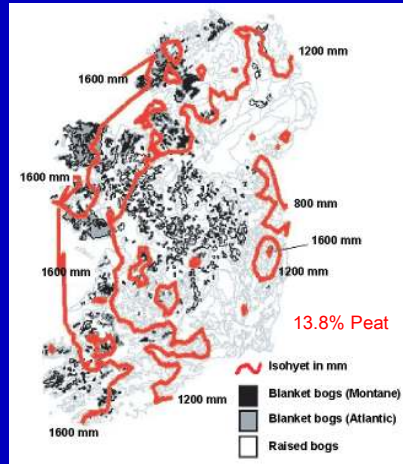 1200 mm
1600 mm
1600 mm
800 mm
1600 mm
1600 mm
1200 mm
13.8% Peat
Isohyet in mm
Blanket bogs (Montane)
1200 mm
Blanket bogs (Atlantic)
1600 mm
Raised bogs